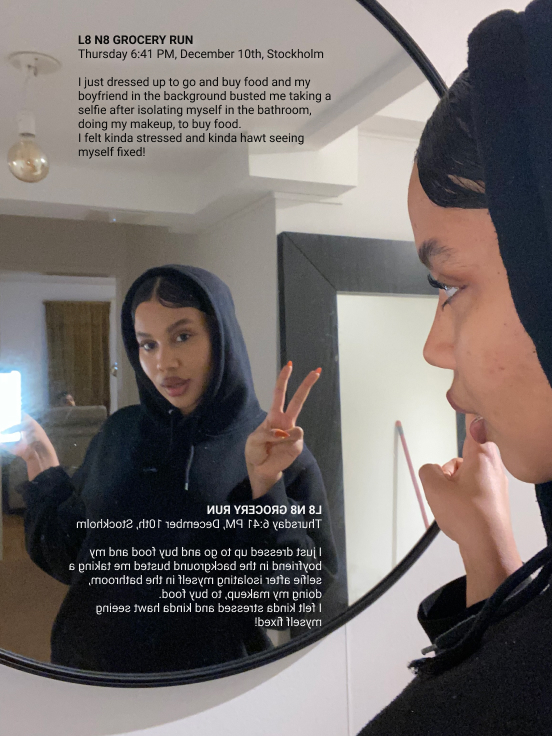 L8 N8 GROCERY RUN
Thursday 6:41 PM, December 10th, Stockholm
I just dressed up to go and buy food and my
boyfriend in the background busted me taking a
selfie after isolating myself in the bathroom,
doing my makeup, to buy food.
I felt kinda stressed and kinda hawt seeing
myself fixed!
L8 N8 GROCERY RUN
Thursday 6:41 PM, December 10th, Stockholm
I just dressed up to go and buy food and my
boyfriend in the background busted me taking a
selfie after isolating myself in the bathroom,
doing my makeup, to buy food.
I felt kinda stressed and kinda hawt seeing
myself fixed!